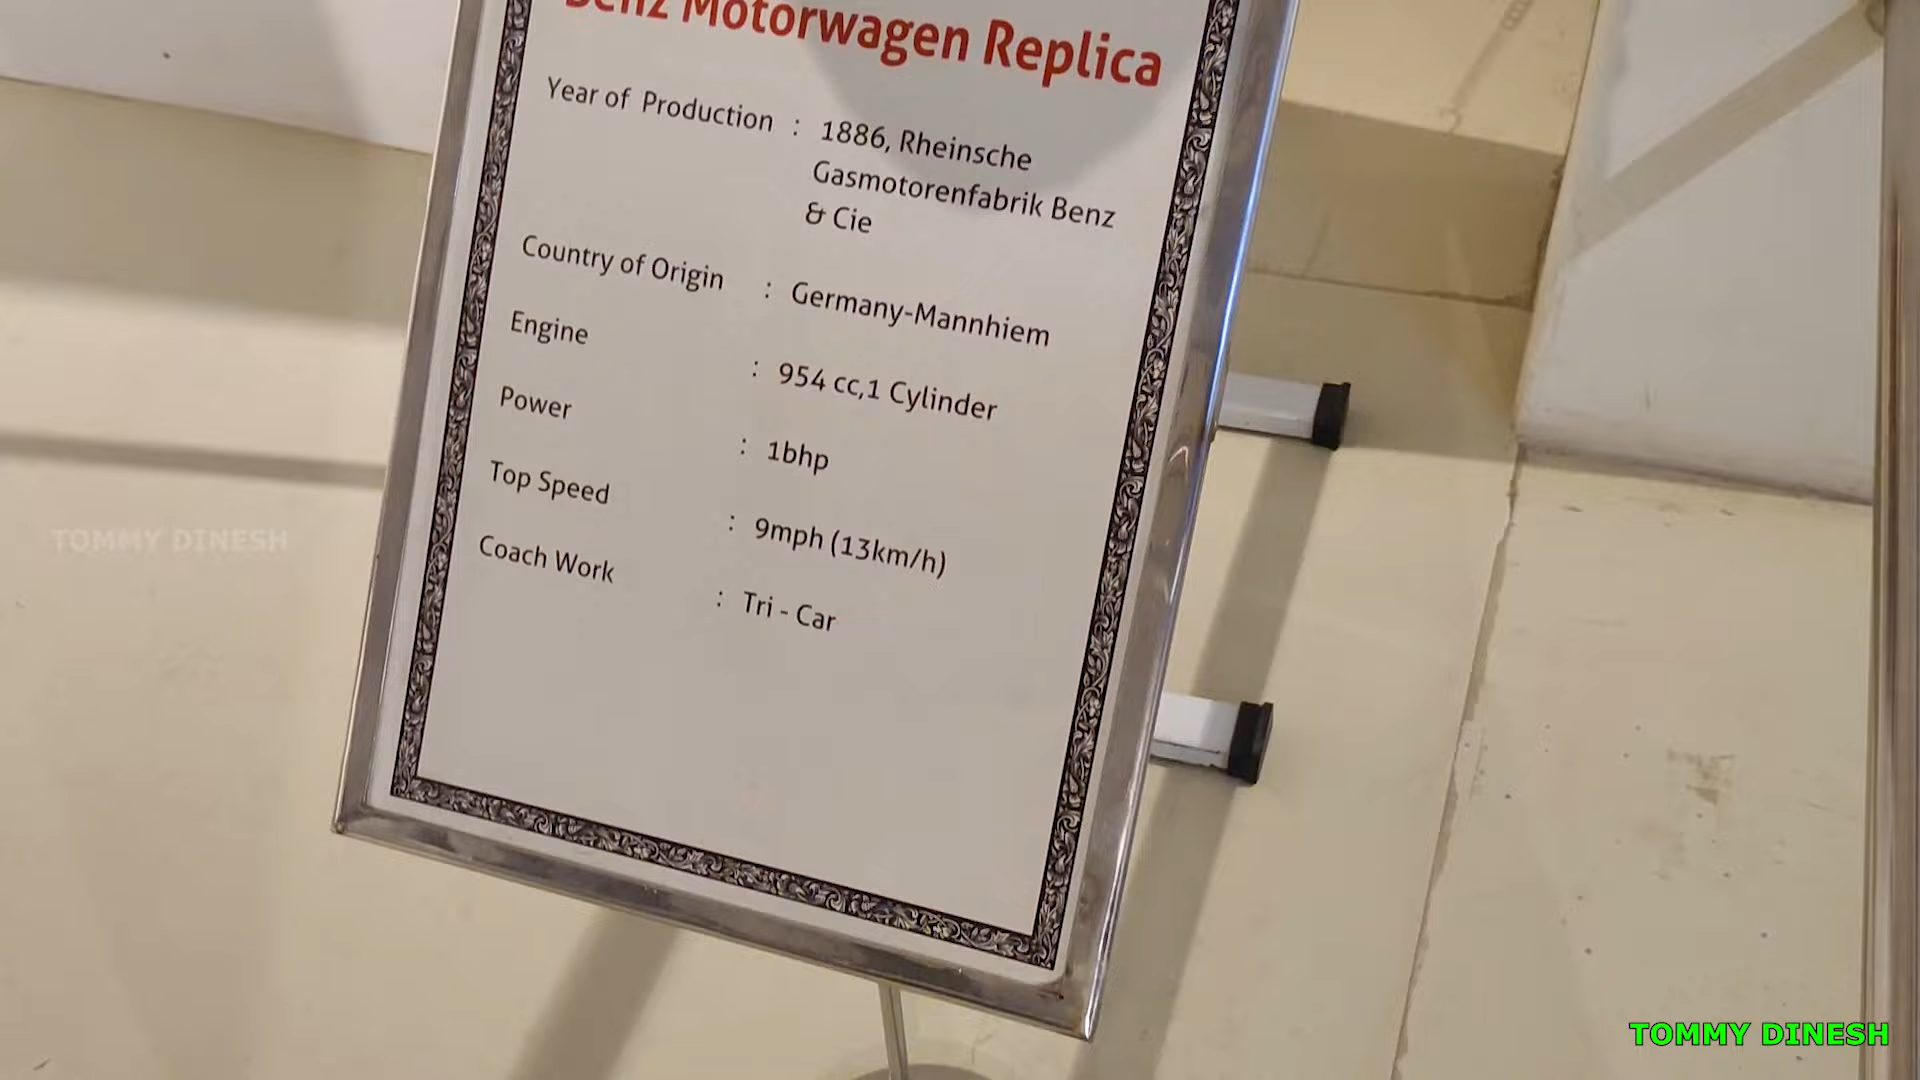 Benz Motorwagen Replica
Year of Production : 1886, Rheinsche
Gasmotorenfabrik Benz
& Cie
Country of Origin : Germany-Mannhiem
Engine : 954 cc,1 Cylinder
Power : 1bhp
Top Speed : 9mph (13km/h)
Coach Work : Tri - Car
TOMMY DINESH
TOMMY DINESH